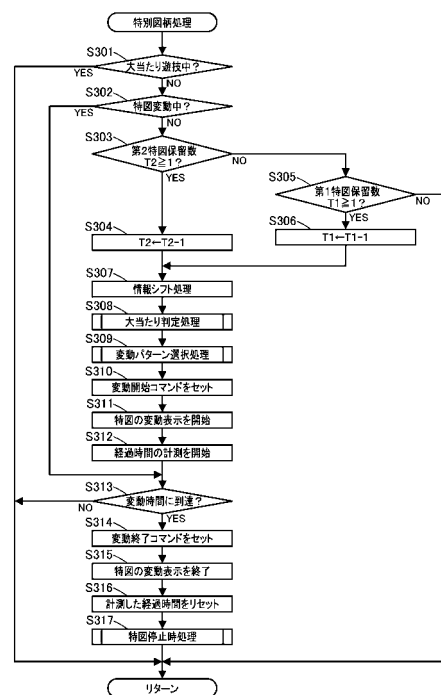 特別図柄処理
S301
大当たり遊技中？
YES
NO
S302
特図変動中？
YES
NO
S303
第2特図保留数
T2≧1？
NO
YES
S305
第1特図保留数
T1≧1？
NO
YES
S304
T2←T2-1
S306
T1←T1-1
S307
情報シフト処理
S308
大当たり判定処理
S309
変動パターン選択処理
S310
変動開始コマンドをセット
S311
特図の変動表示を開始
S312
経過時間の計測を開始
S313
変動時間に到達？
NO
YES
S314
変動終了コマンドをセット
S315
特図の変動表示を終了
S316
計測した経過時間をリセット
S317
特図停止時処理
リターン